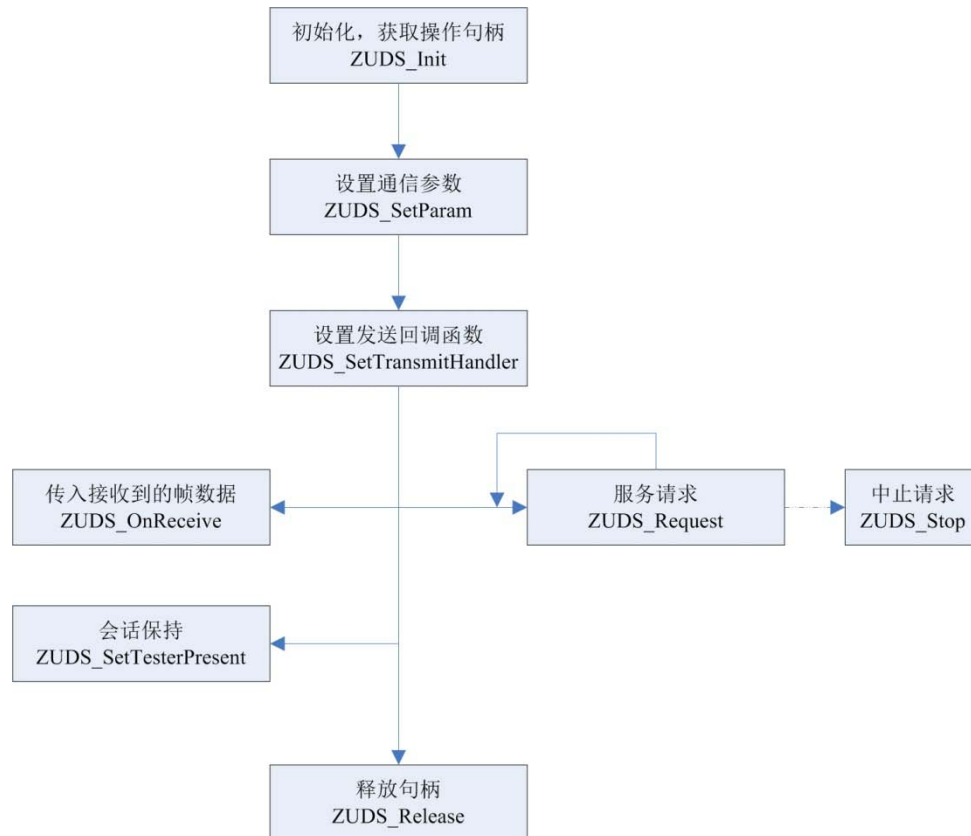 初始化，获取操作句柄
ZUDS_Init
设置通信参数
ZUDS_SetParam
设置发送回调函数
ZUDS_SetTransmitHandler
传入接收到的帧数据
ZUDS_OnReceive
服务请求
ZUDS_Request
中止请求
ZUDS_Stop
会话保持
ZUDS_SetTesterPresent
释放句柄
ZUDS_Release